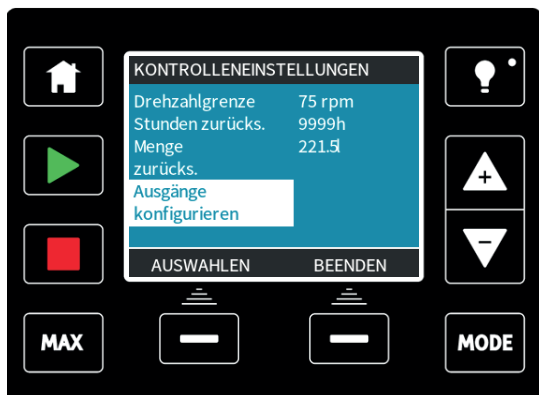 KONTROLLENEINSTELLUNGEN
Drehzahlgrenze 75 rpm
Stunden zurücks. 9999h
Menge 221.5l
zurücks.
Ausgänge
konfigurieren
AUSWAHLEN BEENDEN
+
-
MAX
MODE